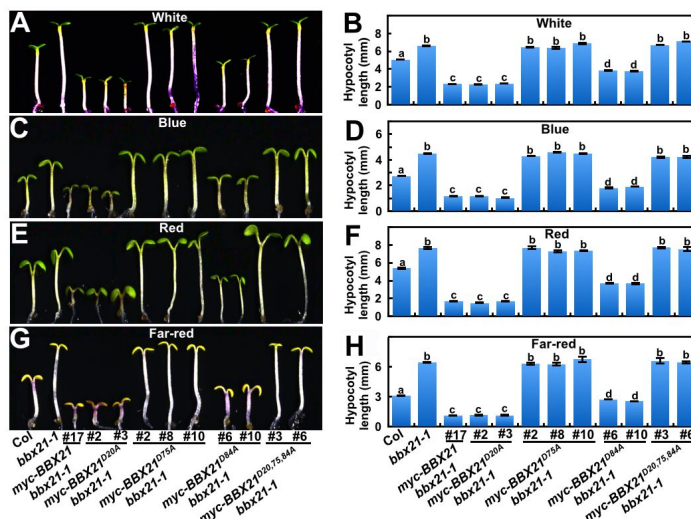 A
White
C
Blue
E
Red
G
Far-red
Col
bbx21-1
#17
myc-BBX21
bbx21-1
#2 #3
myc-BBX21D20A
bbx21-1
#2 #8 #10
myc-BBX21D75A
bbx21-1
#6 #10
myc-BBX21D84A
bbx21-1
#3 #6
myc-BBX21D20,75,84A
bbx21-1
B
White
Hypocotyl
length (mm)
8
4
0
a b c c c b b b d d b b
D
Blue
Hypocotyl
length (mm)
6
4
2
0
a b c c c b b b d d b b
F
Red
Hypocotyl
length (mm)
8
4
0
a b c c c b b b d d b b
H
Far-red
Hypocotyl
length (mm)
6
3
0
a b c c c b b b d d b b
Col
bbx21-1
#17
myc-BBX21
bbx21-1
#2 #3
myc-BBX21D20A
bbx21-1
#2 #8 #10
myc-BBX21D75A
bbx21-1
#6 #10
myc-BBX21D84A
bbx21-1
#3 #6
myc-BBX21D20,75,84A
bbx21-1